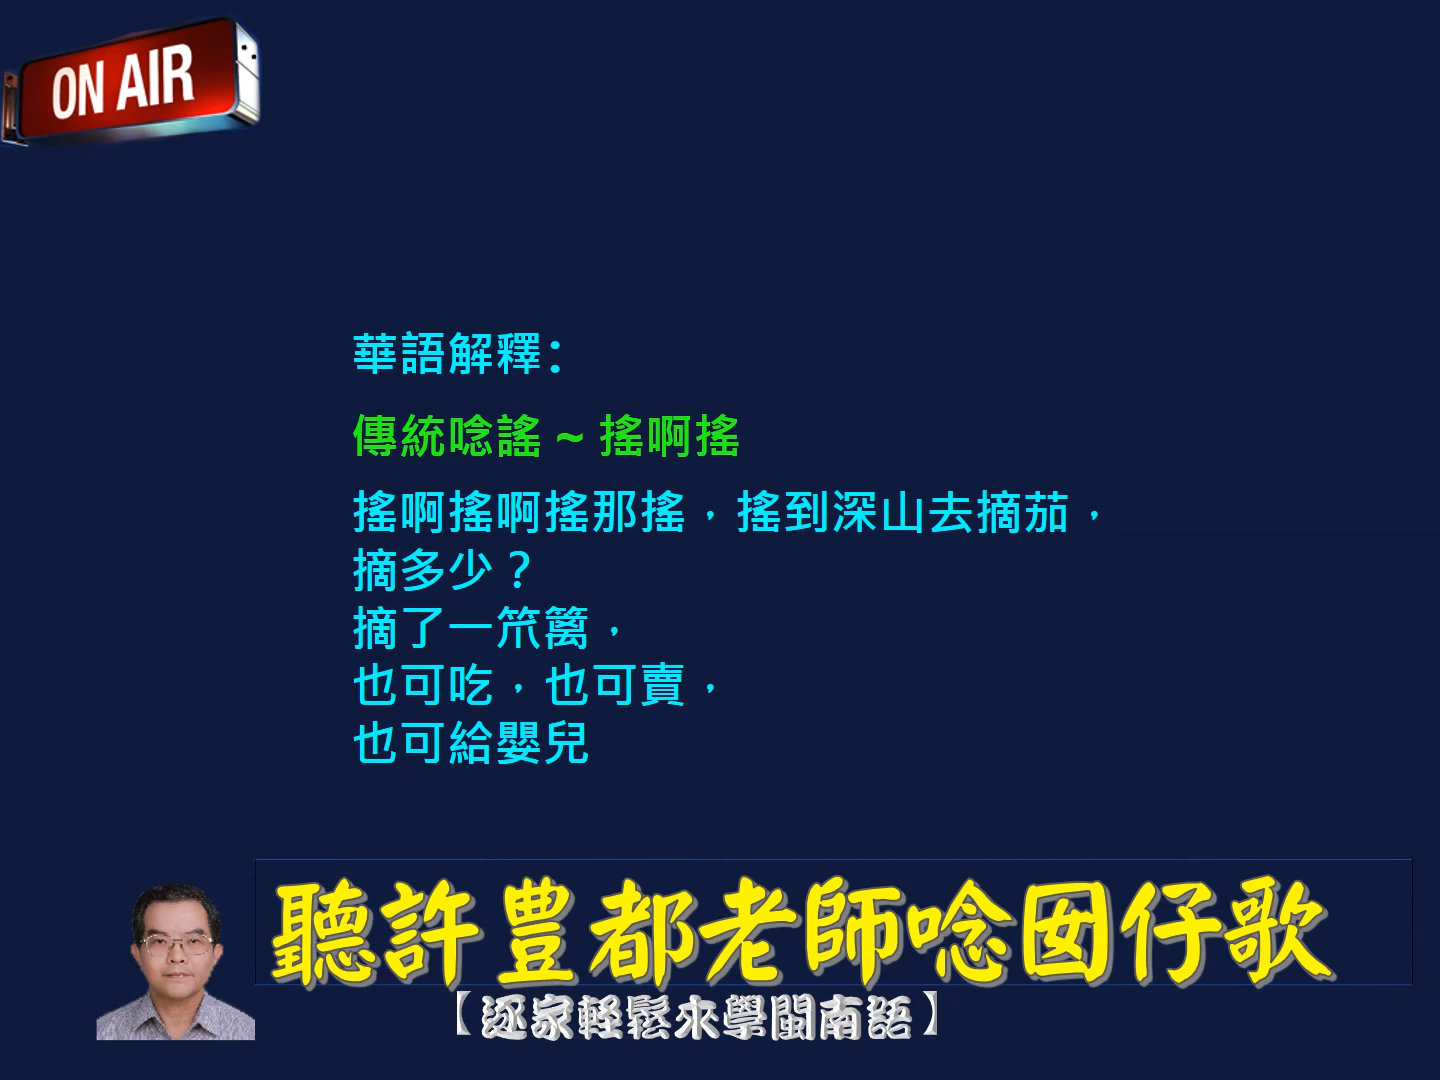 ON AIR
華語解釋：
傳統唸謠 ~ 搖啊搖
搖啊搖啊搖那搖，搖到深山去摘茄，
摘多少？
摘了一笊篱，
也可吃，也可賣，
也可給嬰兒
聽許豊都老師唸囡仔歌
【逐家輕鬆來學閩南語】